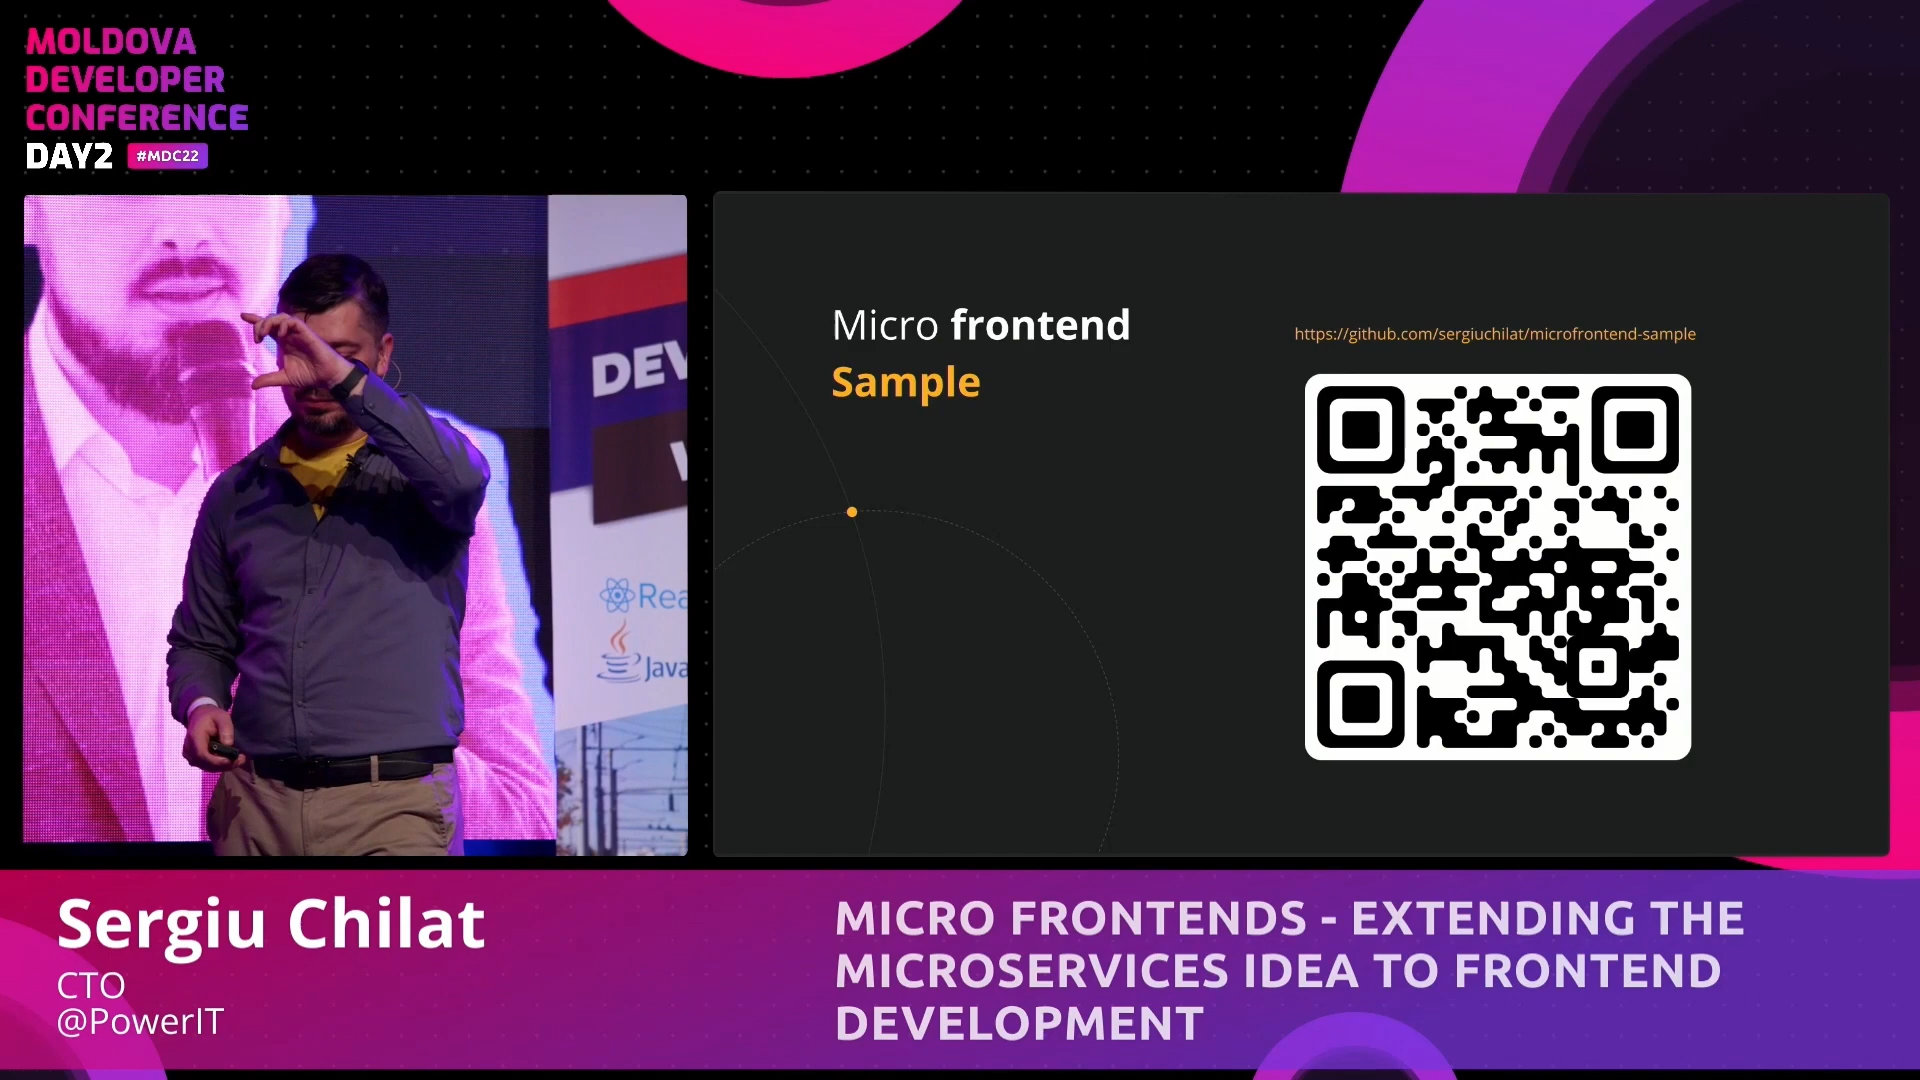 MOLDOVA
DEVELOPER
CONFERENCE
DAY2 #MDC22
DEV
Rea
Java
Micro frontend
Sample
https://github.com/sergiuchilat/microfrontend-sample
Sergiu Chilat
CTO
@PowerIT
MICRO FRONTENDS - EXTENDING THE
MICROSERVICES IDEA TO FRONTEND
DEVELOPMENT